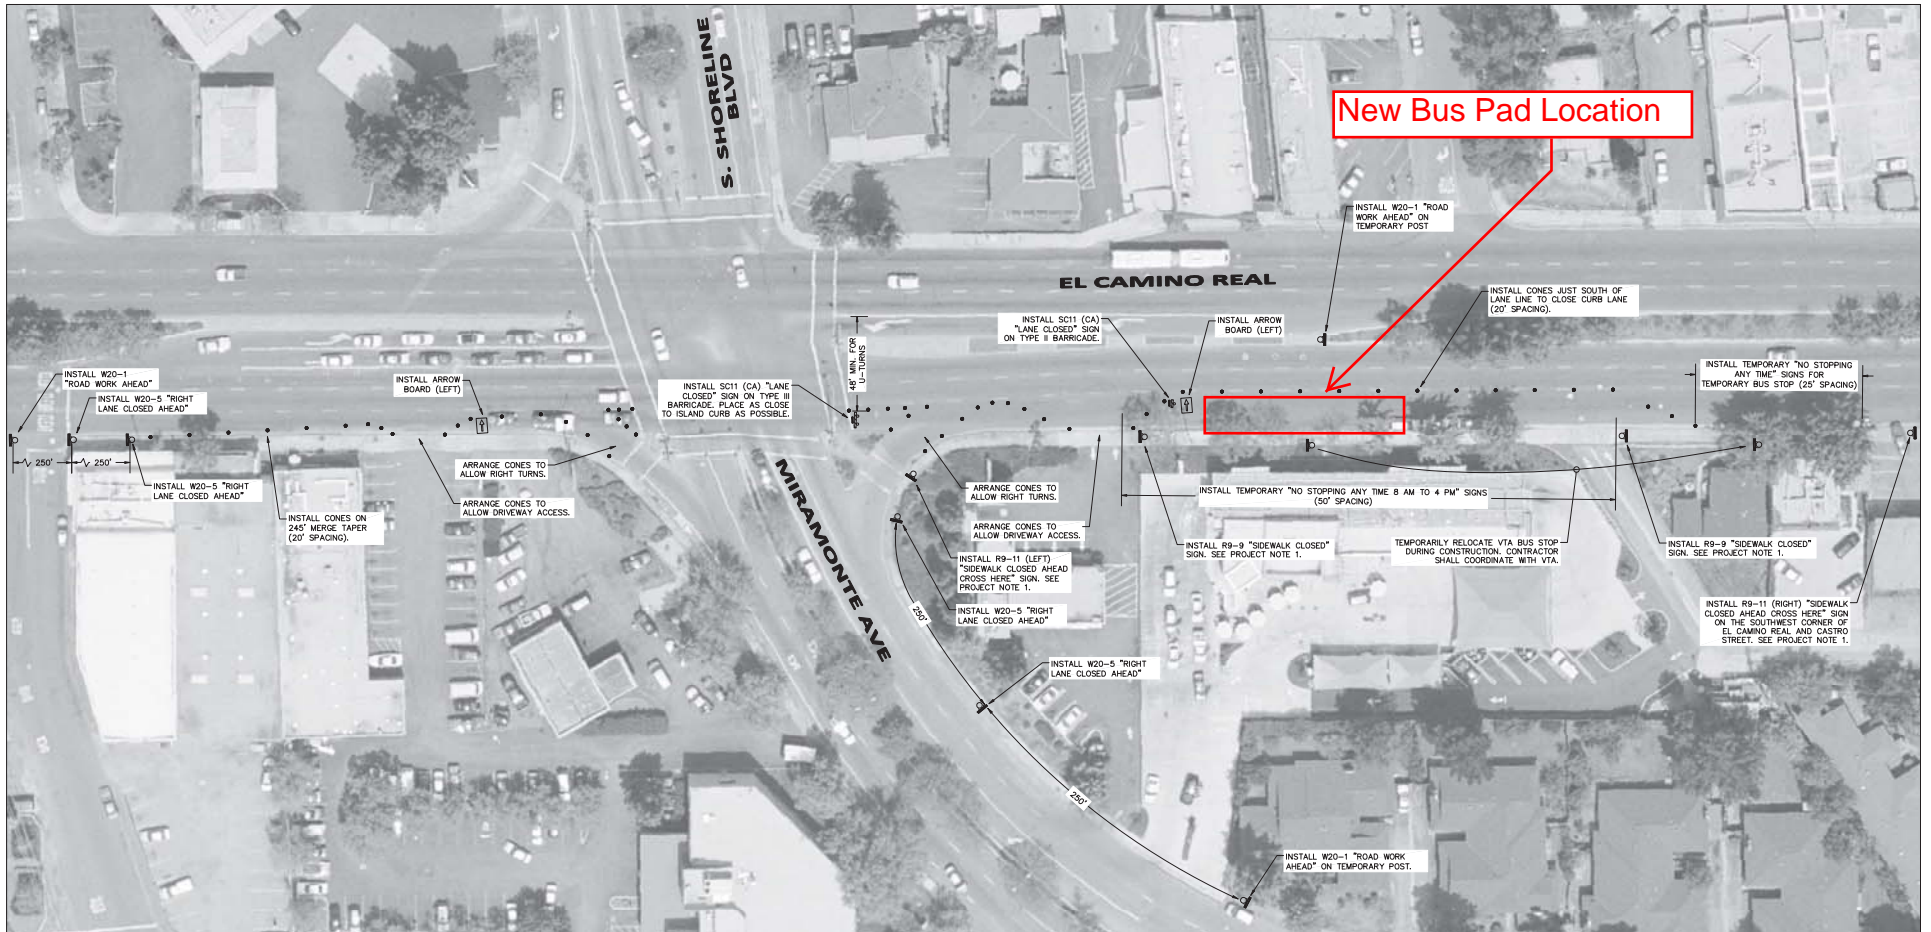 S. SHORELINE
BLVD
New Bus Pad Location
INSTALL W20-1 "ROAD
WORK AHEAD" ON
TEMPORARY POST
EL CAMINO REAL
INSTALL CONES JUST SOUTH OF
LANE LINE TO CLOSE CURB LANE
(20' SPACING).
INSTALL SC11 (CA)
"LANE CLOSED" SIGN
ON TYPE II BARRICADE.
INSTALL ARROW
BOARD (LEFT)
48' MIN. FOR
U-TURNS
INSTALL TEMPORARY "NO STOPPING
ANY TIME" SIGNS FOR
TEMPORARY BUS STOP (25' SPACING)
INSTALL W20-1
"ROAD WORK AHEAD"
INSTALL W20-5 "RIGHT
LANE CLOSED AHEAD"
INSTALL ARROW
BOARD (LEFT)
INSTALL SC11 (CA) "LANE
CLOSED" SIGN ON TYPE III
BARRICADE. PLACE AS CLOSE
TO ISLAND CURB AS POSSIBLE.
250'
250'
INSTALL W20-5 "RIGHT
LANE CLOSED AHEAD"
ARRANGE CONES TO
ALLOW RIGHT TURNS.
ARRANGE CONES TO
ALLOW DRIVEWAY ACCESS.
INSTALL CONES ON
245' MERGE TAPER
(20' SPACING).
MIRAMONTE AVE
ARRANGE CONES TO
ALLOW RIGHT TURNS.
INSTALL TEMPORARY "NO STOPPING ANY TIME 8 AM TO 4 PM" SIGNS
(50' SPACING)
ARRANGE CONES TO
ALLOW DRIVEWAY ACCESS.
INSTALL R9-9 "SIDEWALK CLOSED"
SIGN. SEE PROJECT NOTE 1.
TEMPORARILY RELOCATE VTA BUS STOP
DURING CONSTRUCTION. CONTRACTOR
SHALL COORDINATE WITH VTA.
INSTALL R9-9 "SIDEWALK CLOSED"
SIGN. SEE PROJECT NOTE 1.
INSTALL R9-11 (LEFT)
"SIDEWALK CLOSED AHEAD
CROSS HERE" SIGN. SEE
PROJECT NOTE 1.
INSTALL W20-5 "RIGHT
LANE CLOSED AHEAD"
INSTALL R9-11 (RIGHT) "SIDEWALK
CLOSED AHEAD CROSS HERE" SIGN
ON THE SOUTHWEST CORNER OF
EL CAMINO REAL AND CASTRO
STREET. SEE PROJECT NOTE 1.
250'
INSTALL W20-5 "RIGHT
LANE CLOSED AHEAD"
250'
INSTALL W20-1 "ROAD WORK
AHEAD" ON TEMPORARY POST.